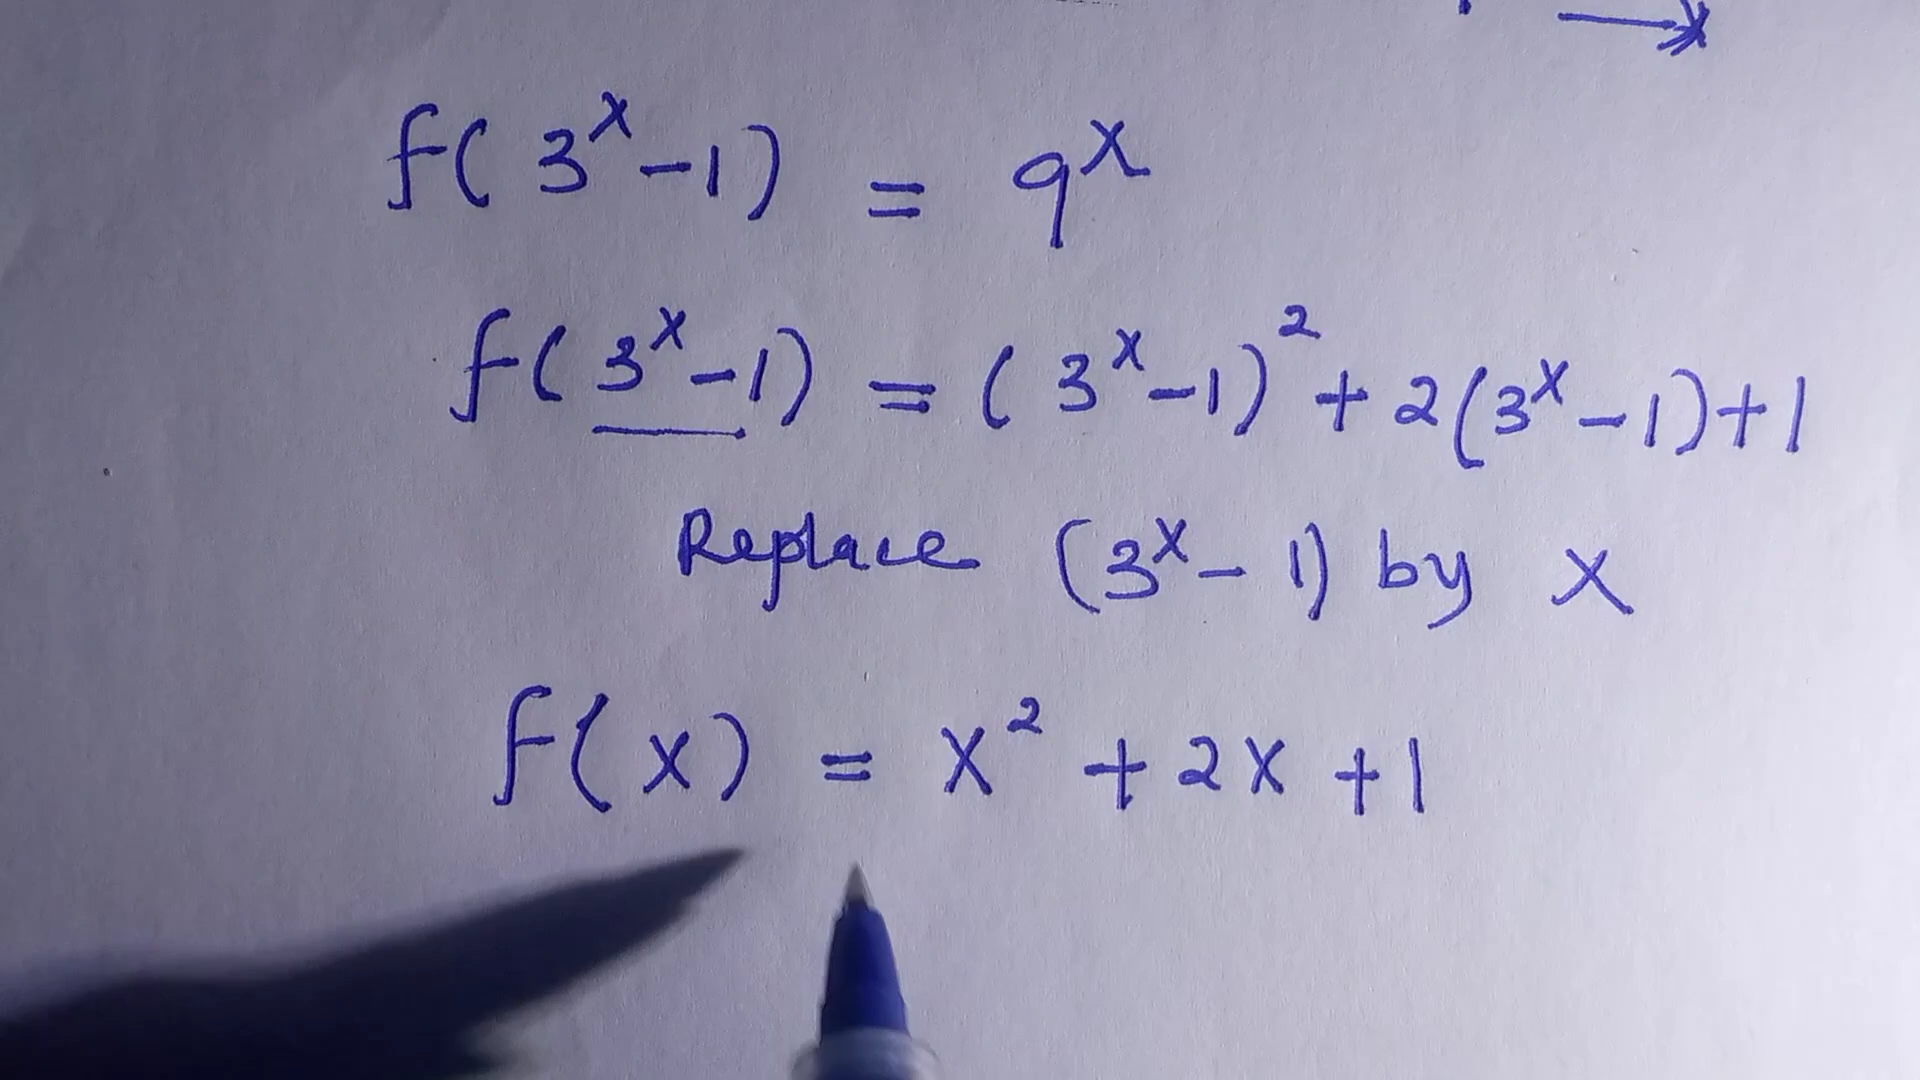 f(3^x-1) = 9^x
f(3^x-1) = (3^x-1)^2+2(3^x-1)+1
Replace (3^x-1) by x
f(x) = x^2+2x+1